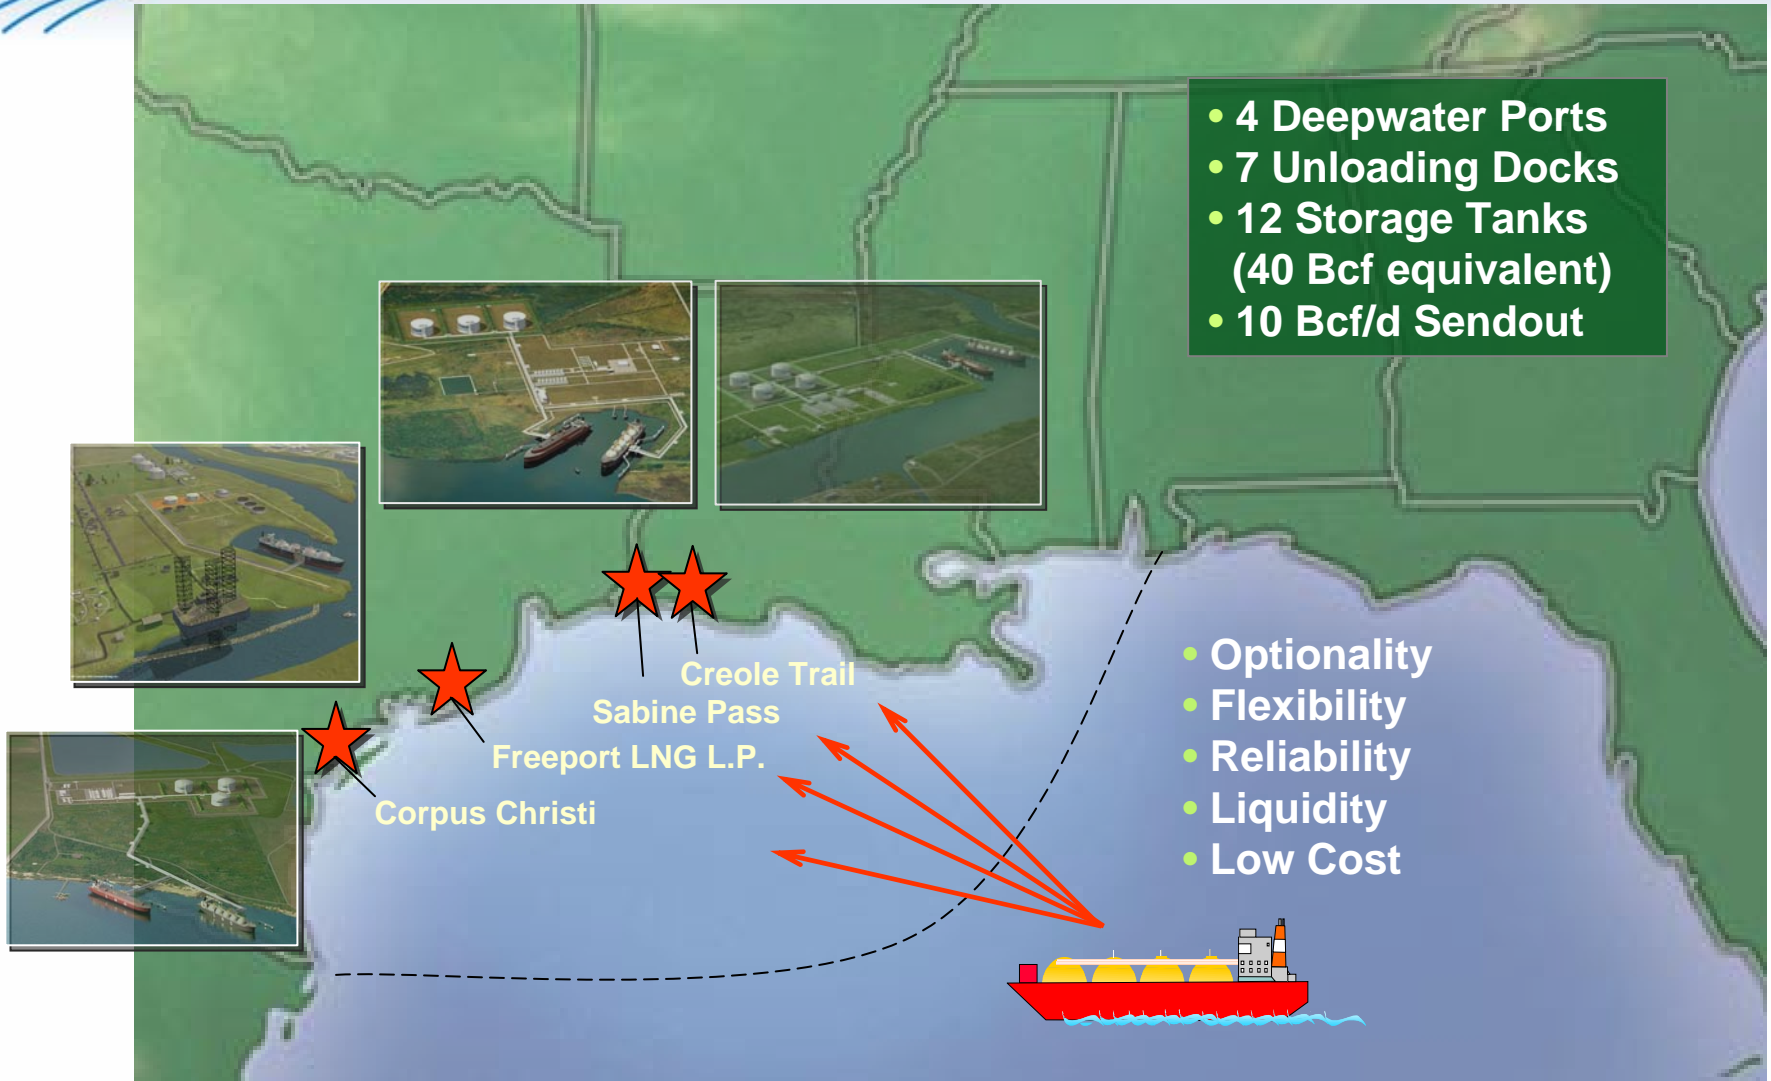 • 4 Deepwater Ports
• 7 Unloading Docks
• 12 Storage Tanks
(40 Bcf equivalent)
• 10 Bcf/d Sendout
Creole Trail
Sabine Pass
Freeport LNG L.P.
Corpus Christi
• Optionality
• Flexibility
• Reliability
• Liquidity
• Low Cost